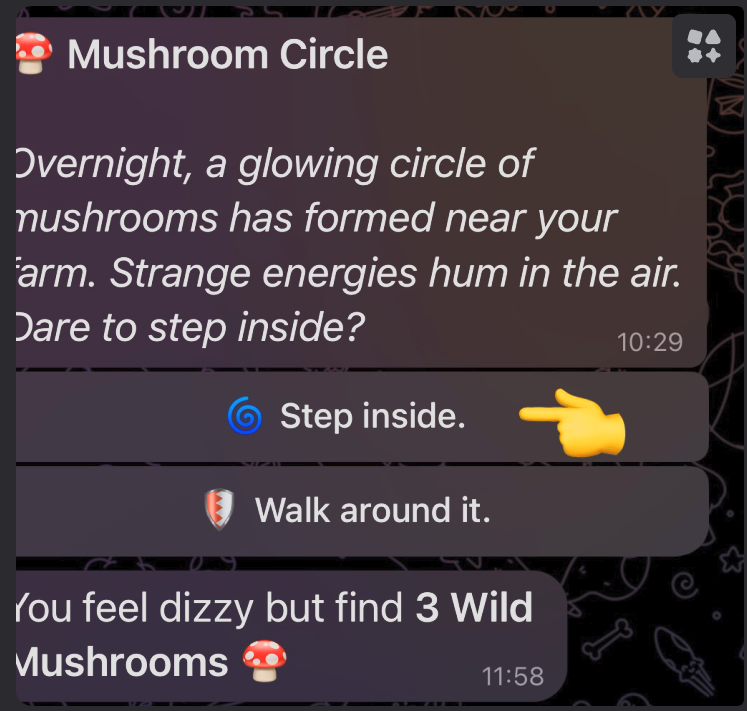 🍄 Mushroom Circle
Overnight, a glowing circle of
mushrooms has formed near your
farm. Strange energies hum in the air.
Dare to step inside?
10:29
🌀 Step inside.
Walk around it.
You feel dizzy but find 3 Wild
Mushrooms 🍄
11:58